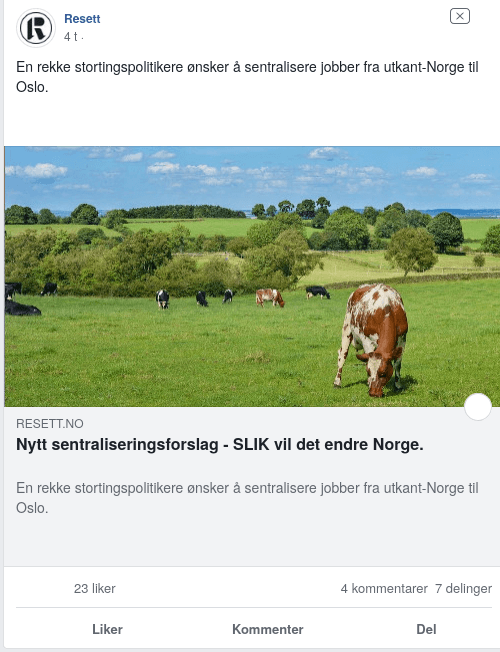 Resett
4 t ·
En rekke stortingspolitikere ønsker å sentralisere jobber fra utkant-Norge til
Oslo.
RESETT.NO
Nytt sentraliseringsforslag - SLIK vil det endre Norge.
En rekke stortingspolitikere ønsker å sentralisere jobber fra utkant-Norge til
Oslo.
23 liker 4 kommentarer 7 delinger
Liker Kommenter Del